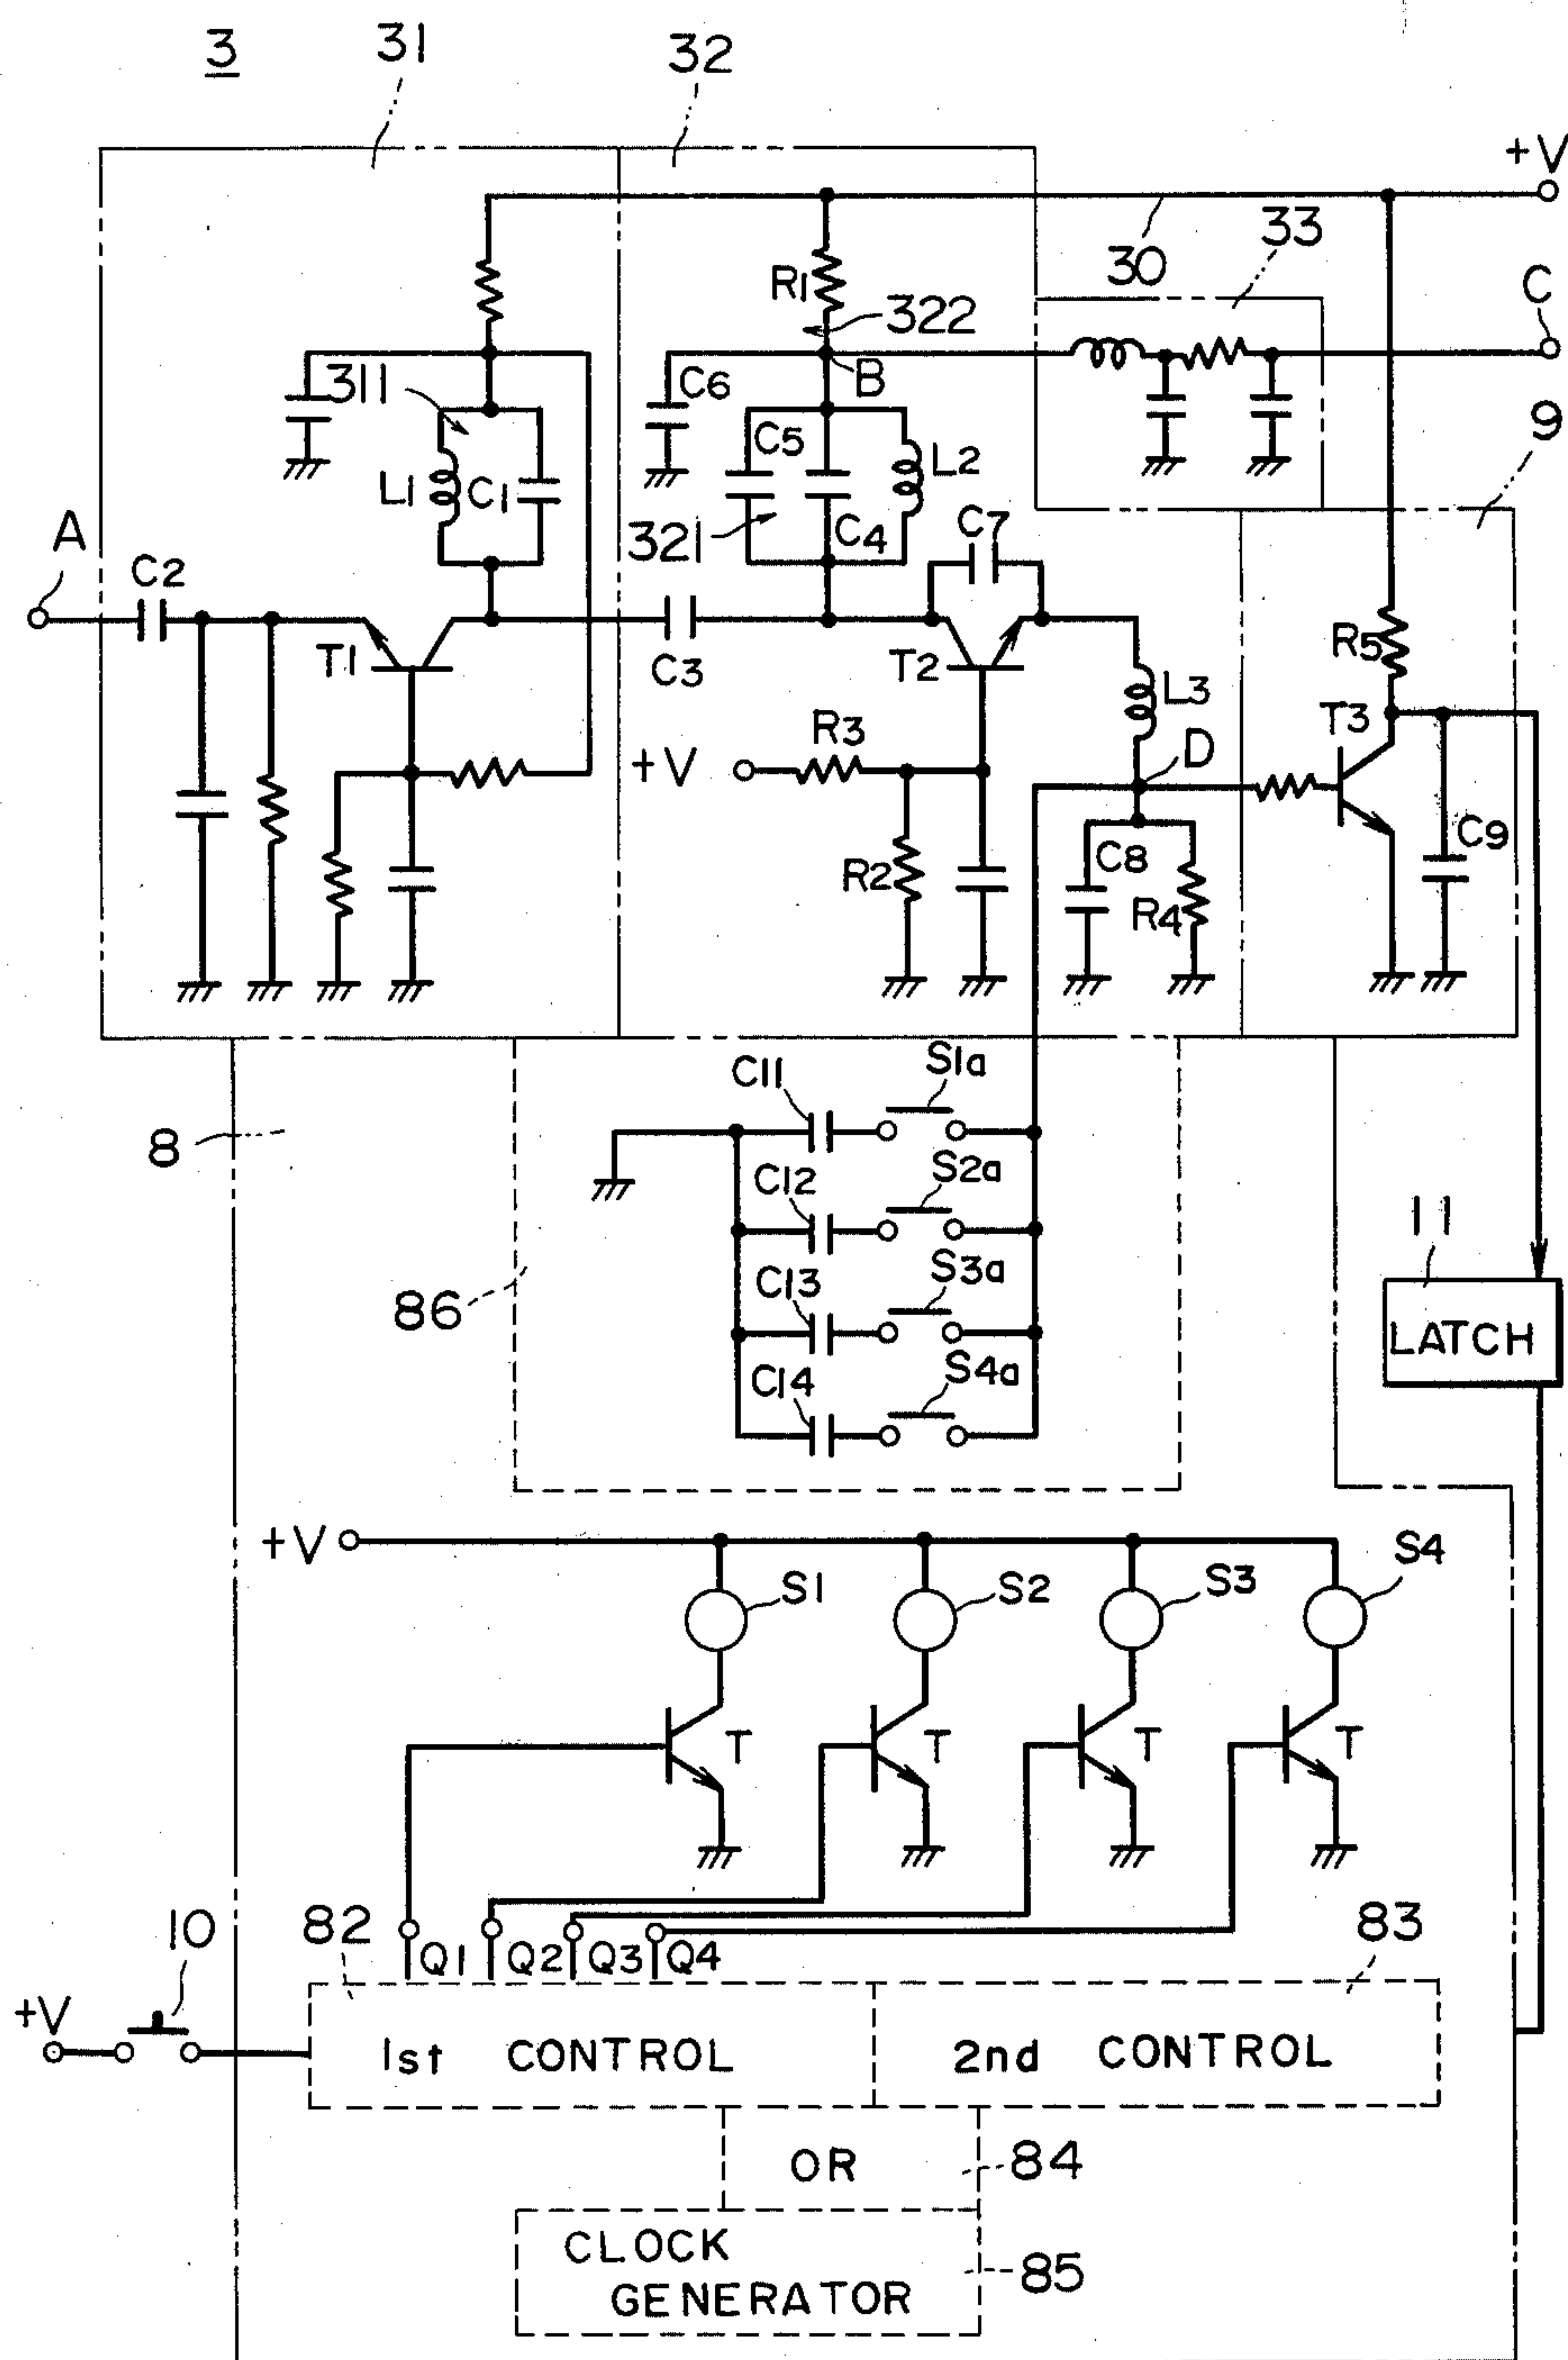 3
31
32
+V
33
30
C
R1
322
B
C6
311
9
C5
L2
L1
C1
C4
321
C7
A
C2
T1
C3
T2
R5
L3
T3
R3
+V
D
C8
C9
R2
R4
C11
S1a
8
C12
S2a
11
C13
S3a
86
LATCH
C14
S4a
+V
S1
S2
S3
S4
T
T
T
T
10
82
83
Q1
Q2
Q3
Q4
+V
1st CONTROL
2nd CONTROL
OR
84
CLOCK
GENERATOR
85